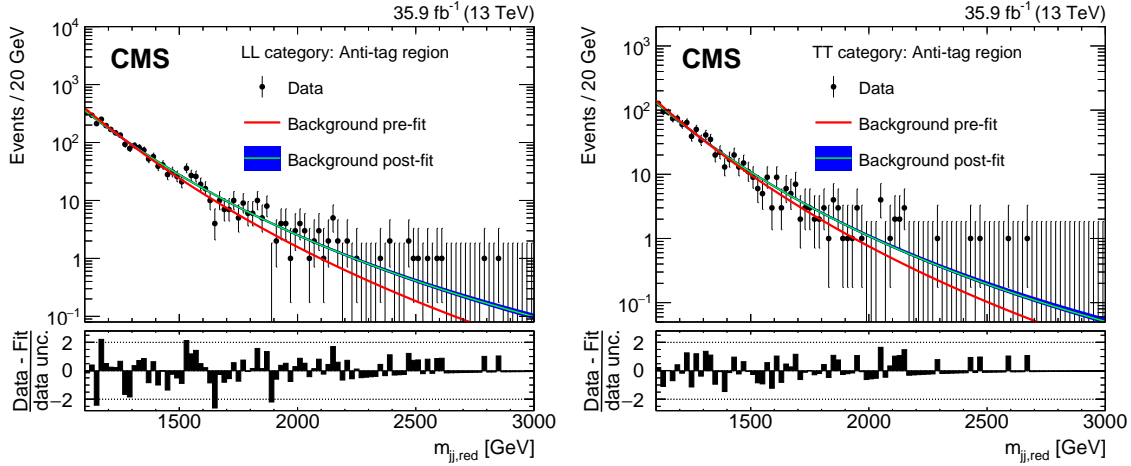 35.9 fb⁻¹ (13 TeV)
CMS
LL category: Anti-tag region
Data
Background pre-fit
Background post-fit
Events / 20 GeV
10⁴
10³
10²
10
1
10⁻¹
Data - Fit
data unc.
2
0
−2
1500 2000 2500 3000
m_jj,red [GeV]
35.9 fb⁻¹ (13 TeV)
CMS
TT category: Anti-tag region
Data
Background pre-fit
Background post-fit
Events / 20 GeV
10³
10²
10
1
10⁻¹
Data - Fit
data unc.
2
0
−2
1500 2000 2500 3000
m_jj,red [GeV]